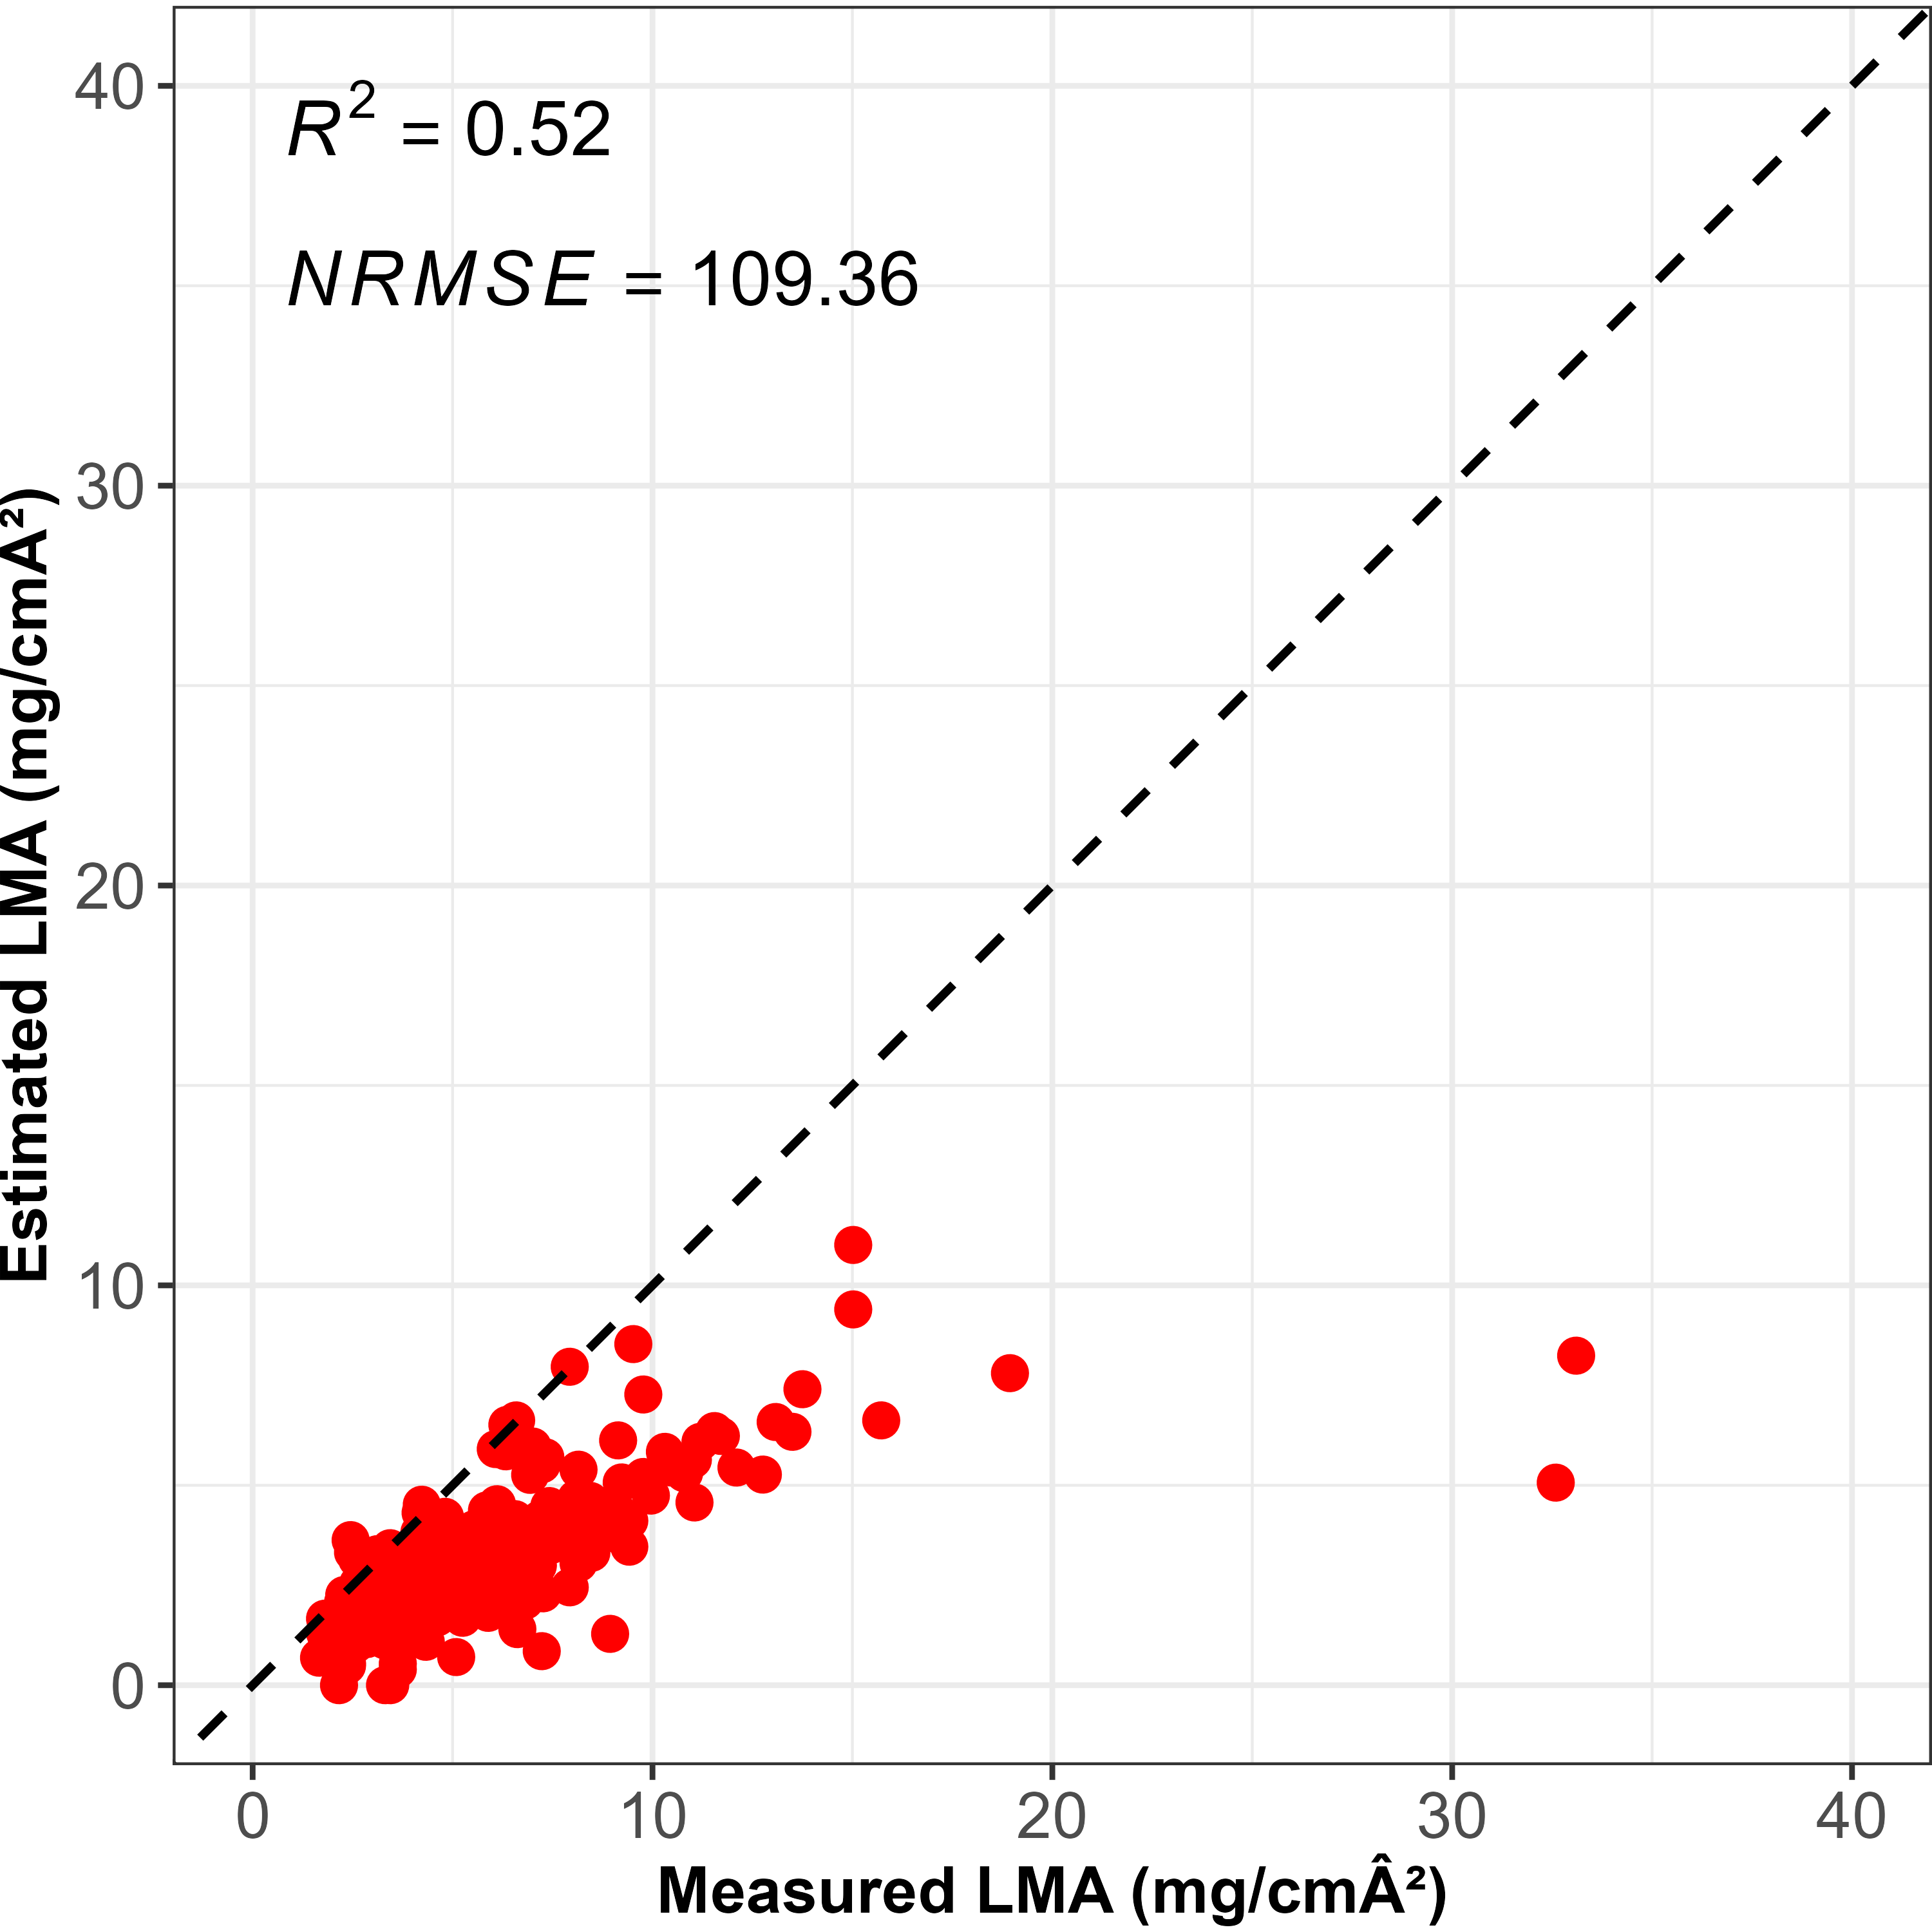 R² = 0.52
NRMSE = 109.36
Estimated LMA (mg/cmÂ²)
40
30
20
10
0
0 10 20 30 40
Measured LMA (mg/cmÂ²)